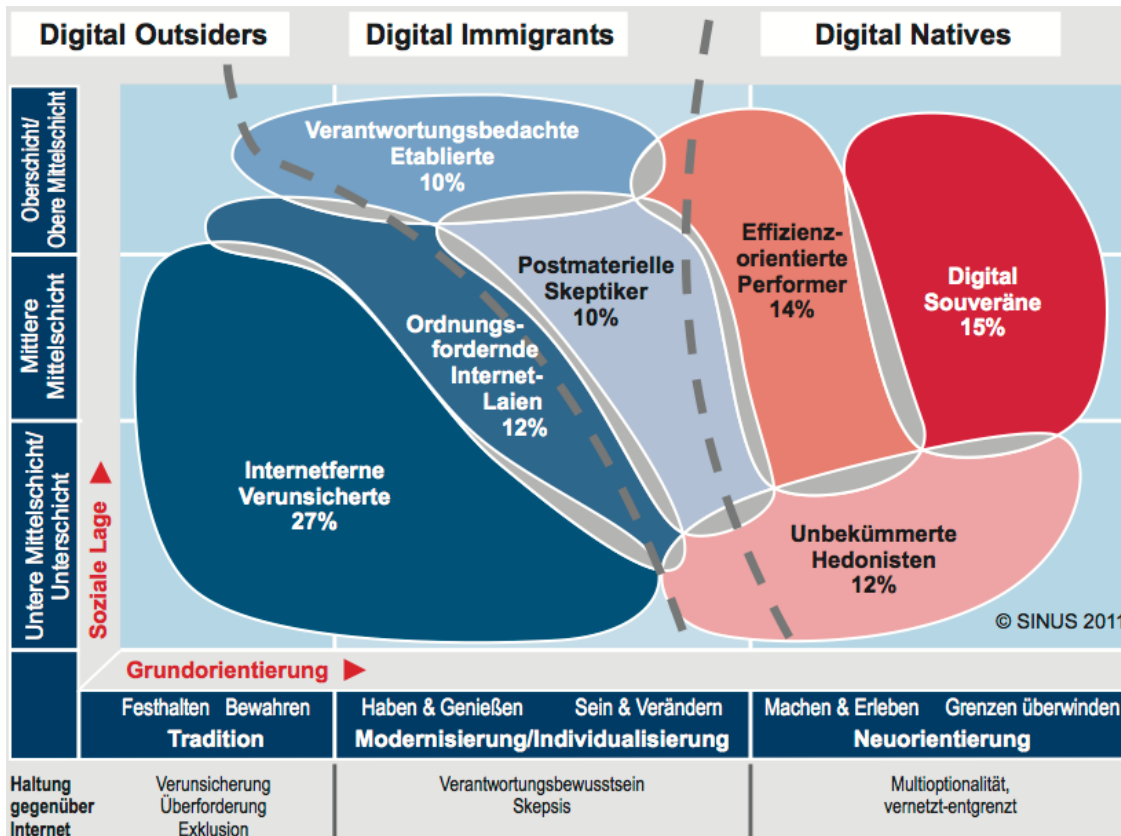 Digital Outsiders
Digital Immigrants
Digital Natives
Oberschicht/
Obere Mittelschicht
Mittlere
Mittelschicht
Untere Mittelschicht/
Unterschicht
Soziale Lage
Verantwortungsbedachte
Etablierte
10%
Postmaterielle
Skeptiker
10%
Effizienz-
orientierte
Performer
14%
Digital
Souveräne
15%
Ordnungs-
fordernde
Internet-
Laien
12%
Internetferne
Verunsicherte
27%
Unbekümmerte
Hedonisten
12%
© SINUS 2011
Grundorientierung
Festhalten Bewahren
Tradition
Haben & Genießen Sein & Verändern
Modernisierung/Individualisierung
Machen & Erleben Grenzen überwinden
Neuorientierung
Haltung
gegenüber
Internet
Verunsicherung
Überforderung
Exklusion
Verantwortungsbewusstsein
Skepsis
Multioptionalität,
vernetzt-entgrenzt